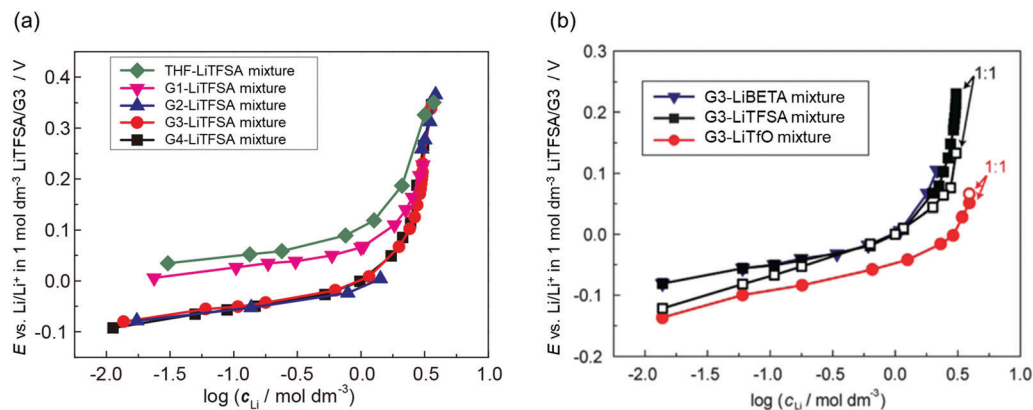 (a)
(b)
THF-LiTFSA mixture
G1-LiTFSA mixture
G2-LiTFSA mixture
G3-LiTFSA mixture
G4-LiTFSA mixture
E vs. Li/Li⁺ in 1 mol dm⁻³ LiTFSA/G3 / V
0.4
0.3
0.2
0.1
0.0
-0.1
-2.0 -1.5 -1.0 -0.5 0.0 0.5 1.0
log (cLi / mol dm⁻³)
G3-LiBETA mixture
G3-LiTFSA mixture
G3-LiTfO mixture
1:1
1:1
E vs. Li/Li⁺ in 1 mol dm⁻³ LiTFSA/G3 / V
0.3
0.2
0.1
0.0
-0.1
-0.2
-2.0 -1.5 -1.0 -0.5 0.0 0.5 1.0
log (cLi / mol dm⁻³)